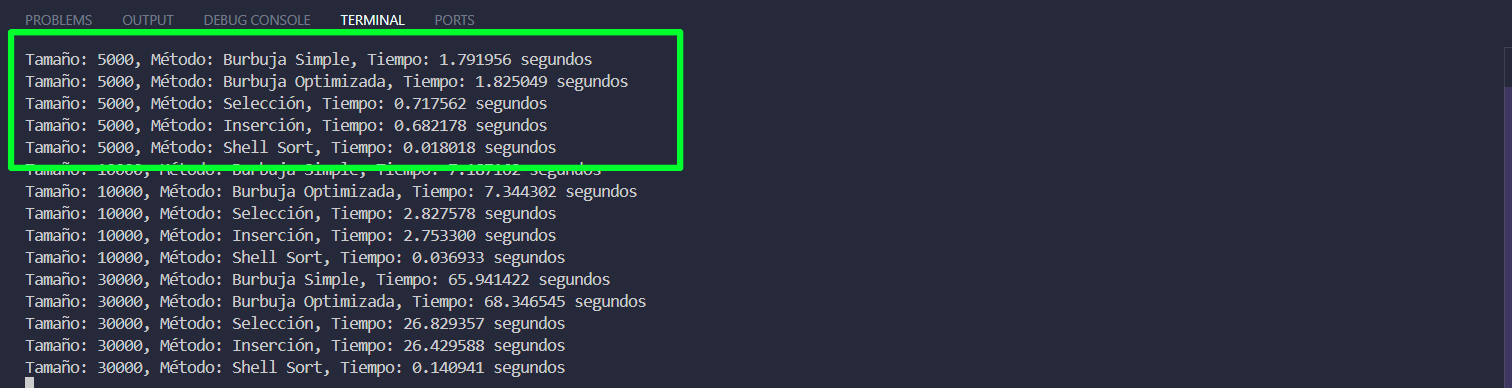 PROBLEMS OUTPUT DEBUG CONSOLE TERMINAL PORTS
Tamaño: 5000, Método: Burbuja Simple, Tiempo: 1.791956 segundos
Tamaño: 5000, Método: Burbuja Optimizada, Tiempo: 1.825049 segundos
Tamaño: 5000, Método: Selección, Tiempo: 0.717562 segundos
Tamaño: 5000, Método: Inserción, Tiempo: 0.682178 segundos
Tamaño: 5000, Método: Shell Sort, Tiempo: 0.018018 segundos
Tamaño: 10000, Método: Burbuja Simple, Tiempo: 7.187162 segundos
Tamaño: 10000, Método: Burbuja Optimizada, Tiempo: 7.344302 segundos
Tamaño: 10000, Método: Selección, Tiempo: 2.827578 segundos
Tamaño: 10000, Método: Inserción, Tiempo: 2.753300 segundos
Tamaño: 10000, Método: Shell Sort, Tiempo: 0.036933 segundos
Tamaño: 30000, Método: Burbuja Simple, Tiempo: 65.941422 segundos
Tamaño: 30000, Método: Burbuja Optimizada, Tiempo: 68.346545 segundos
Tamaño: 30000, Método: Selección, Tiempo: 26.829357 segundos
Tamaño: 30000, Método: Inserción, Tiempo: 26.429588 segundos
Tamaño: 30000, Método: Shell Sort, Tiempo: 0.140941 segundos